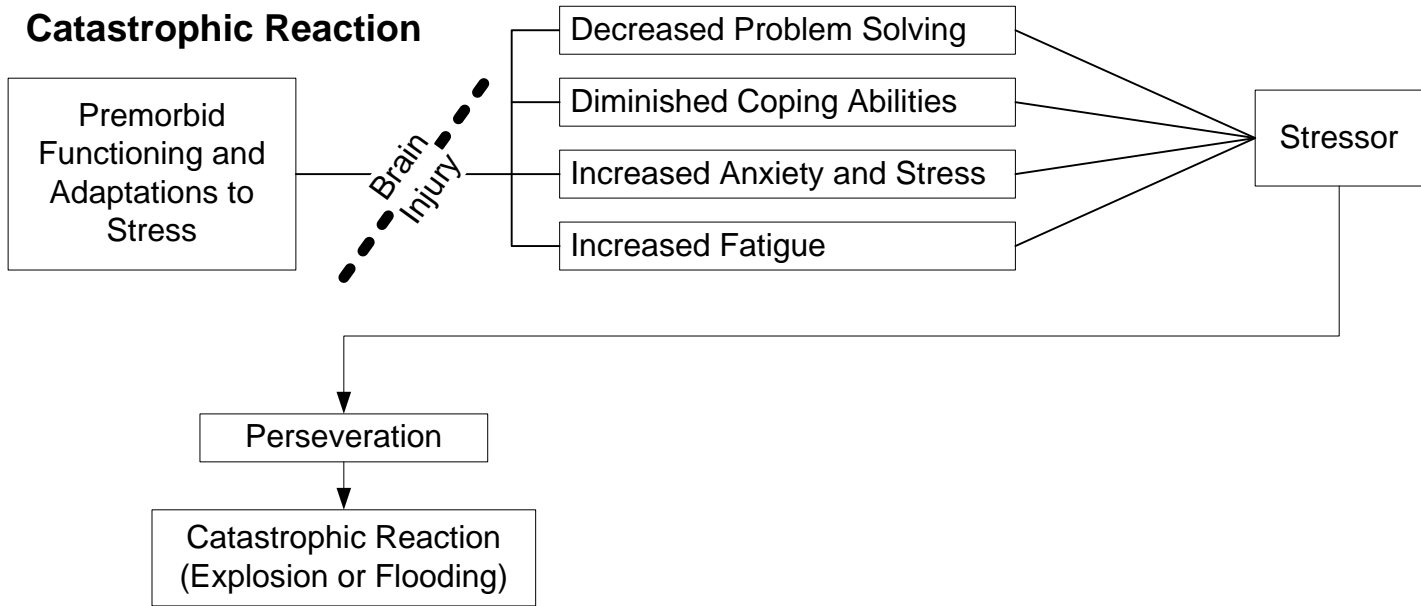 Catastrophic Reaction
Premorbid
Functioning and
Adaptations to
Stress
Brain
Injury
Decreased Problem Solving
Diminished Coping Abilities
Increased Anxiety and Stress
Increased Fatigue
Stressor
Perseveration
Catastrophic Reaction
(Explosion or Flooding)